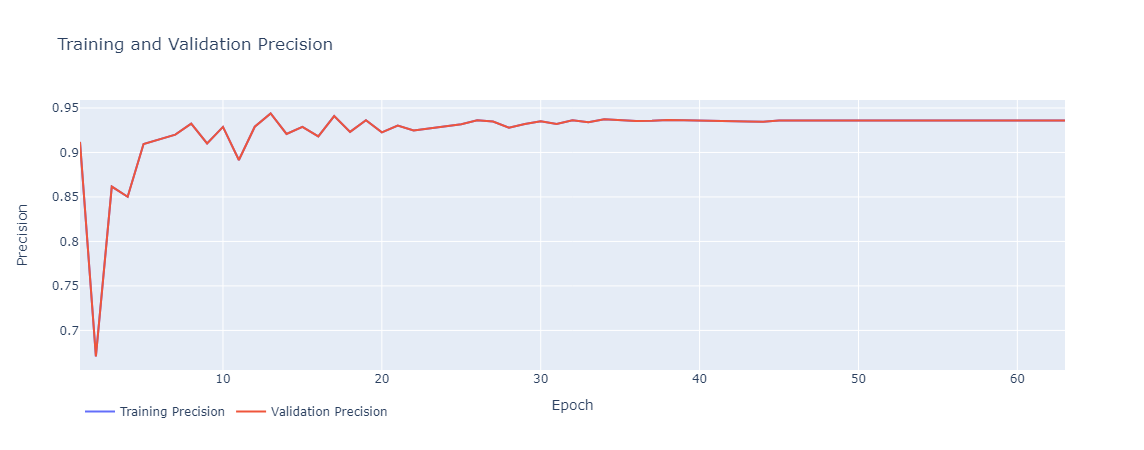 Training and Validation Precision
0.95
0.9
0.85
0.8
0.75
0.7
Precision
10 20 30 40 50 60
Epoch
Training Precision Validation Precision